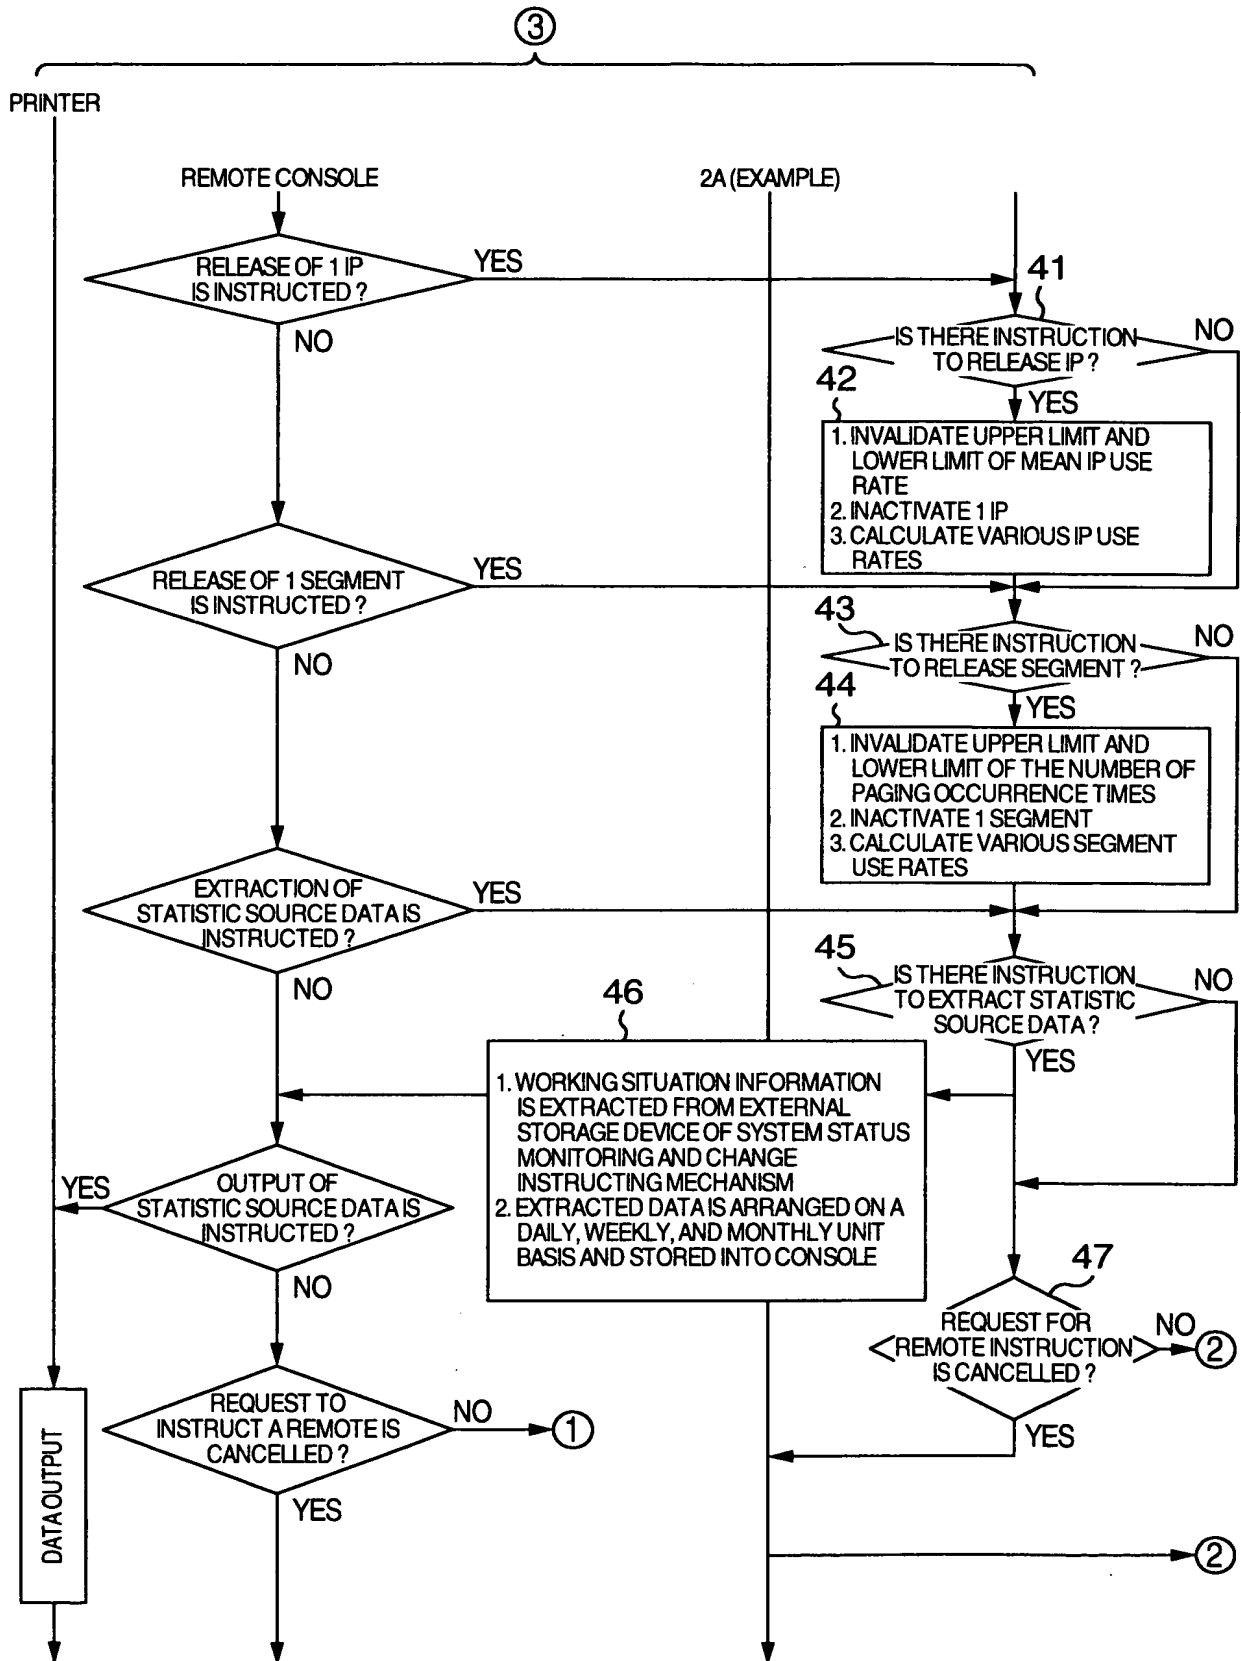 3
PRINTER
REMOTE CONSOLE
2A (EXAMPLE)
RELEASE OF 1 IP
IS INSTRUCTED ?
YES
NO
41
IS THERE INSTRUCTION
TO RELEASE IP ?
NO
YES
42
1. INVALIDATE UPPER LIMIT AND
LOWER LIMIT OF MEAN IP USE
RATE
2. INACTIVATE 1 IP
3. CALCULATE VARIOUS IP USE
RATES
RELEASE OF 1 SEGMENT
IS INSTRUCTED ?
YES
NO
43
IS THERE INSTRUCTION
TO RELEASE SEGMENT ?
NO
YES
44
1. INVALIDATE UPPER LIMIT AND
LOWER LIMIT OF THE NUMBER OF
PAGING OCCURRENCE TIMES
2. INACTIVATE 1 SEGMENT
3. CALCULATE VARIOUS SEGMENT
USE RATES
EXTRACTION OF
STATISTIC SOURCE DATA IS
INSTRUCTED ?
YES
NO
45
IS THERE INSTRUCTION
TO EXTRACT STATISTIC
SOURCE DATA ?
NO
YES
46
1. WORKING SITUATION INFORMATION
IS EXTRACTED FROM EXTERNAL
STORAGE DEVICE OF SYSTEM STATUS
MONITORING AND CHANGE
INSTRUCTING MECHANISM
2. EXTRACTED DATA IS ARRANGED ON A
DAILY, WEEKLY, AND MONTHLY UNIT
BASIS AND STORED INTO CONSOLE
OUTPUT OF
STATISTIC SOURCE DATA IS
INSTRUCTED ?
YES
NO
47
REQUEST FOR
REMOTE INSTRUCTION
IS CANCELLED ?
NO
2
YES
REQUEST TO
INSTRUCT A REMOTE IS
CANCELLED ?
NO
1
YES
DATA OUTPUT
2